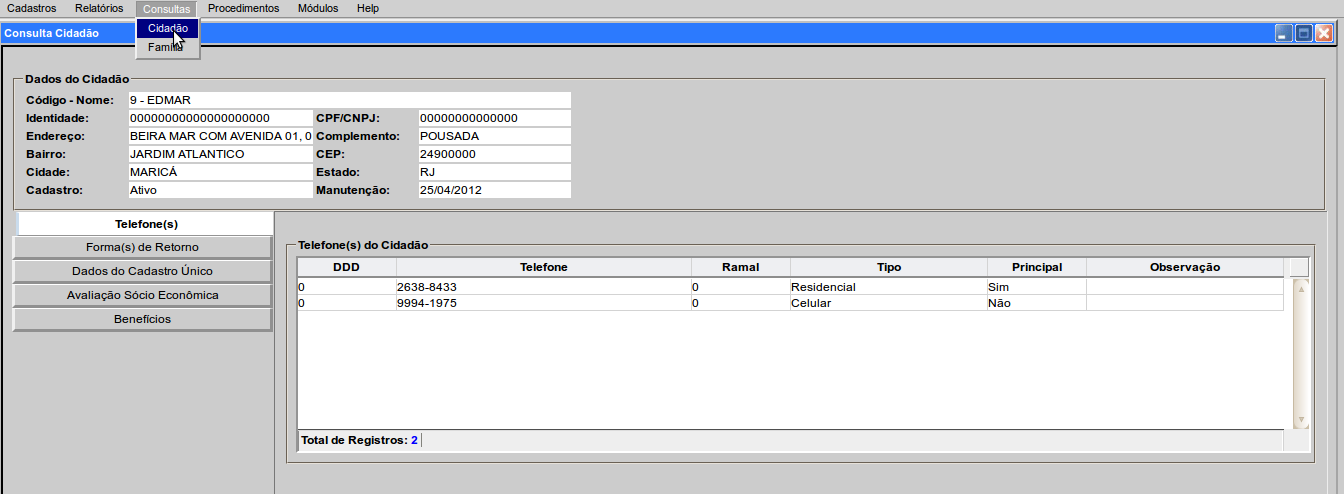 Cadastros Relatórios Consultas Procedimentos Módulos Help
Cidadão
Família
Consulta Cidadão
Dados do Cidadão
Código - Nome: 9 - EDMAR
Identidade: 00000000000000000000 CPF/CNPJ: 00000000000000
Endereço: BEIRA MAR COM AVENIDA 01, 0 Complemento: POUSADA
Bairro: JARDIM ATLANTICO CEP: 24900000
Cidade: MARICÁ Estado: RJ
Cadastro: Ativo Manutenção: 25/04/2012
Telefone(s)
Forma(s) de Retorno
Dados do Cadastro Único
Avaliação Sócio Econômica
Benefícios
Telefone(s) do Cidadão
DDD Telefone Ramal Tipo Principal Observação
0 2638-8433 0 Residencial Sim
0 9994-1975 0 Celular Não
Total de Registros: 2